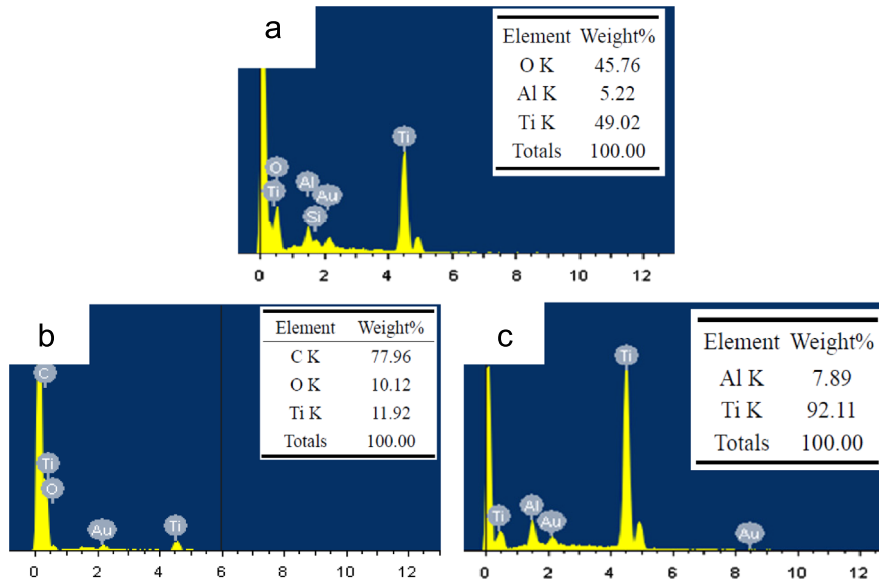 a
Element Weight%
O K 45.76
Al K 5.22
Ti K 49.02
Totals 100.00
Ti
O
Al
Ti
Au
Si
0 2 4 6 8 10 12
b
Element Weight%
C K 77.96
O K 10.12
Ti K 11.92
Totals 100.00
C
Ti
O
Au
Ti
0 2 4 6 8 10 12
c
Element Weight%
Al K 7.89
Ti K 92.11
Totals 100.00
Ti
Ti
Al
Au
Au
0 2 4 6 8 10 12